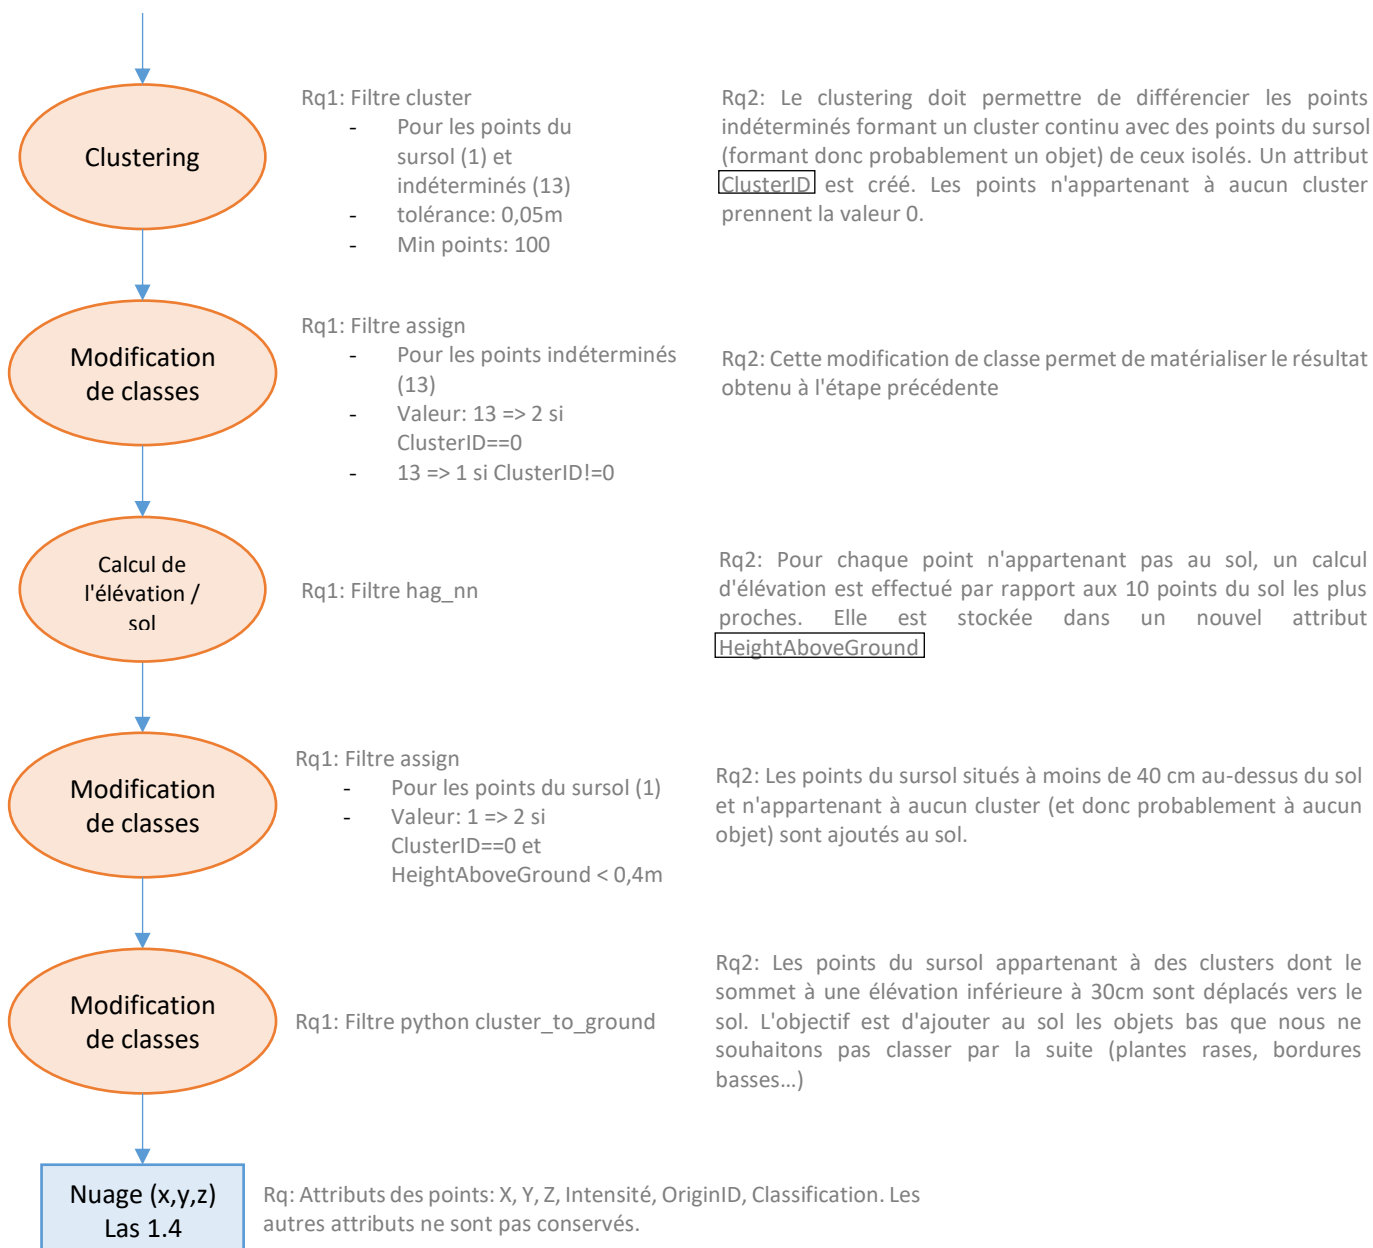 Clustering
Rq1: Filtre cluster
- Pour les points du
sursol (1) et
indéterminés (13)
- tolérance: 0,05m
- Min points: 100
Rq2: Le clustering doit permettre de différencier les points
indéterminés formant un cluster continu avec des points du sursol
(formant donc probablement un objet) de ceux isolés. Un attribut
ClusterID est créé. Les points n'appartenant à aucun cluster
prennent la valeur 0.
Modification
de classes
Rq1: Filtre assign
- Pour les points indéterminés
(13)
- Valeur: 13 => 2 si
ClusterID==0
- 13 => 1 si ClusterID!=0
Rq2: Cette modification de classe permet de matérialiser le résultat
obtenu à l'étape précédente
Calcul de
l'élévation /
sol
Rq1: Filtre hag_nn
Rq2: Pour chaque point n'appartenant pas au sol, un calcul
d'élévation est effectué par rapport aux 10 points du sol les plus
proches. Elle est stockée dans un nouvel attribut
HeightAboveGround
Modification
de classes
Rq1: Filtre assign
- Pour les points du sursol (1)
- Valeur: 1 => 2 si
ClusterID==0 et
HeightAboveGround < 0,4m
Rq2: Les points du sursol situés à moins de 40 cm au-dessus du sol
et n'appartenant à aucun cluster (et donc probablement à aucun
objet) sont ajoutés au sol.
Modification
de classes
Rq1: Filtre python cluster_to_ground
Rq2: Les points du sursol appartenant à des clusters dont le
sommet à une élévation inférieure à 30cm sont déplacés vers le
sol. L'objectif est d'ajouter au sol les objets bas que nous ne
souhaitons pas classer par la suite (plantes rases, bordures
basses…)
Nuage (x,y,z)
Las 1.4
Rq: Attributs des points: X, Y, Z, Intensité, OriginID, Classification. Les
autres attributs ne sont pas conservés.